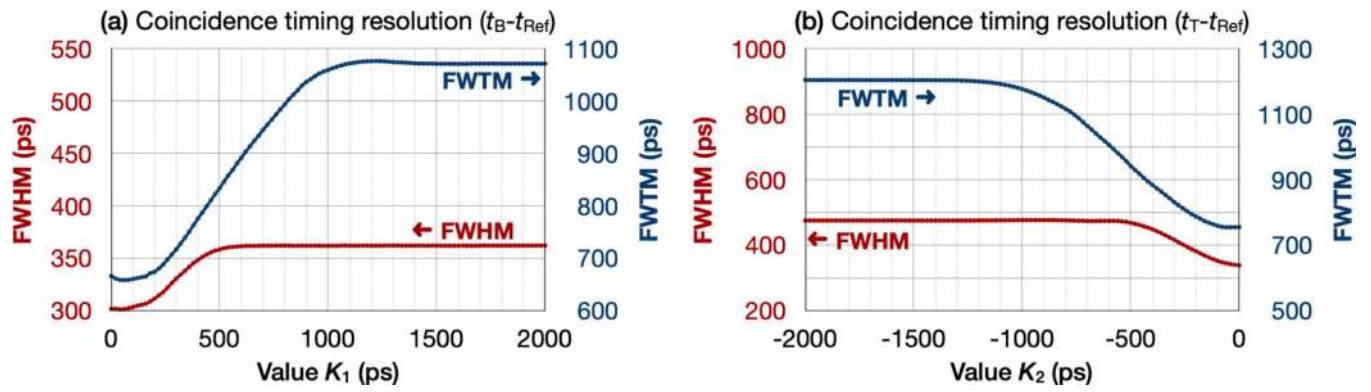 (a) Coincidence timing resolution (tB-tRef)
550
500
450
400
350
300
FWHM (ps)
1100
1000
900
800
700
600
FWTM (ps)
FWTM →
← FWHM
0 500 1000 1500 2000
Value K1 (ps)
(b) Coincidence timing resolution (tT-tRef)
1000
800
600
400
200
FWHM (ps)
1300
1100
900
700
500
FWTM (ps)
FWTM →
← FWHM
-2000 -1500 -1000 -500 0
Value K2 (ps)